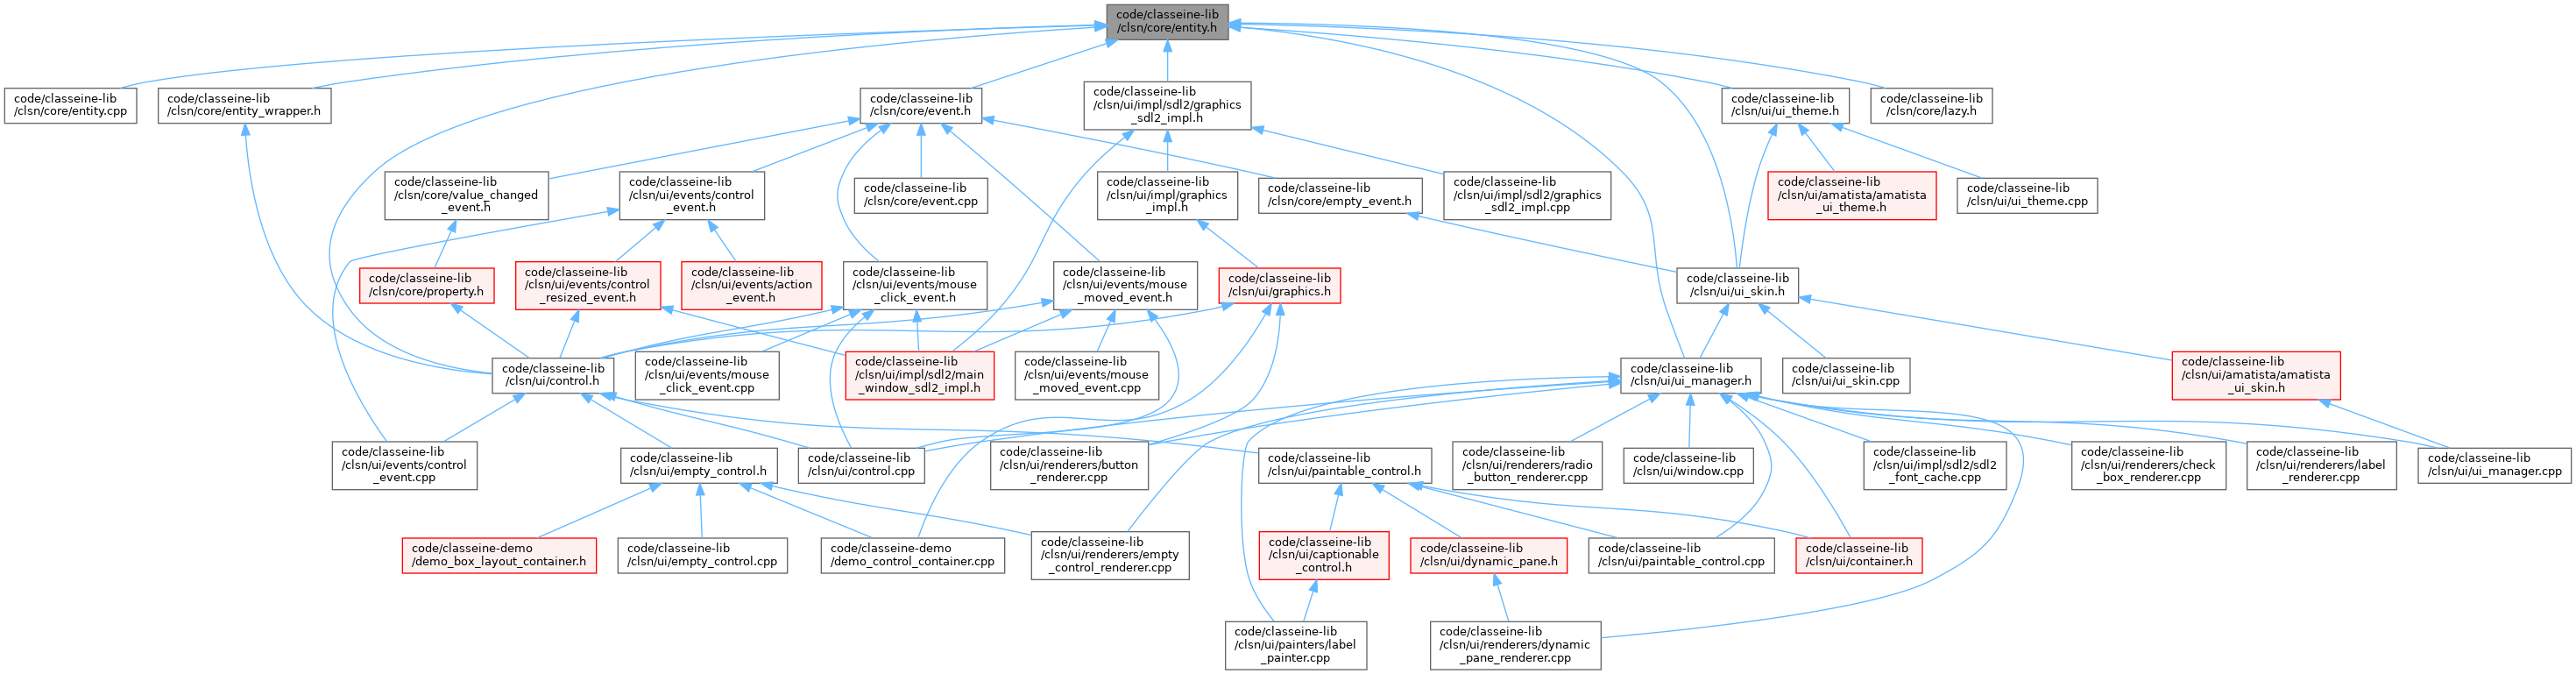 code/classeine-lib
/clsn/core/entity.h
code/classeine-lib
/clsn/core/entity.cpp
code/classeine-lib
/clsn/core/entity_wrapper.h
code/classeine-lib
/clsn/core/event.h
code/classeine-lib
/clsn/ui/impl/sdl2/graphics
_sdl2_impl.h
code/classeine-lib
/clsn/ui/ui_theme.h
code/classeine-lib
/clsn/core/lazy.h
code/classeine-lib
/clsn/core/value_changed
_event.h
code/classeine-lib
/clsn/ui/events/control
_event.h
code/classeine-lib
/clsn/core/event.cpp
code/classeine-lib
/clsn/ui/impl/graphics
_impl.h
code/classeine-lib
/clsn/core/empty_event.h
code/classeine-lib
/clsn/ui/impl/sdl2/graphics
_sdl2_impl.cpp
code/classeine-lib
/clsn/ui/amatista/amatista
_ui_theme.h
code/classeine-lib
/clsn/ui/ui_theme.cpp
code/classeine-lib
/clsn/core/property.h
code/classeine-lib
/clsn/ui/events/control
_resized_event.h
code/classeine-lib
/clsn/ui/events/action
_event.h
code/classeine-lib
/clsn/ui/events/mouse
_click_event.h
code/classeine-lib
/clsn/ui/events/mouse
_moved_event.h
code/classeine-lib
/clsn/ui/graphics.h
code/classeine-lib
/clsn/ui/ui_skin.h
code/classeine-lib
/clsn/ui/control.h
code/classeine-lib
/clsn/ui/events/mouse
_click_event.cpp
code/classeine-lib
/clsn/ui/impl/sdl2/main
_window_sdl2_impl.h
code/classeine-lib
/clsn/ui/events/mouse
_moved_event.cpp
code/classeine-lib
/clsn/ui/ui_manager.h
code/classeine-lib
/clsn/ui/ui_skin.cpp
code/classeine-lib
/clsn/ui/amatista/amatista
_ui_skin.h
code/classeine-lib
/clsn/ui/events/control
_event.cpp
code/classeine-lib
/clsn/ui/empty_control.h
code/classeine-lib
/clsn/ui/control.cpp
code/classeine-lib
/clsn/ui/renderers/button
_renderer.cpp
code/classeine-lib
/clsn/ui/paintable_control.h
code/classeine-lib
/clsn/ui/renderers/radio
_button_renderer.cpp
code/classeine-lib
/clsn/ui/window.cpp
code/classeine-lib
/clsn/ui/impl/sdl2/sdl2
_font_cache.cpp
code/classeine-lib
/clsn/ui/renderers/check
_box_renderer.cpp
code/classeine-lib
/clsn/ui/renderers/label
_renderer.cpp
code/classeine-lib
/clsn/ui/ui_manager.cpp
code/classeine-demo
/demo_box_layout_container.h
code/classeine-lib
/clsn/ui/empty_control.cpp
code/classeine-demo
/demo_control_container.cpp
code/classeine-lib
/clsn/ui/renderers/empty
_control_renderer.cpp
code/classeine-lib
/clsn/ui/captionable
_control.h
code/classeine-lib
/clsn/ui/dynamic_pane.h
code/classeine-lib
/clsn/ui/paintable_control.cpp
code/classeine-lib
/clsn/ui/container.h
code/classeine-lib
/clsn/ui/painters/label
_painter.cpp
code/classeine-lib
/clsn/ui/renderers/dynamic
_pane_renderer.cpp